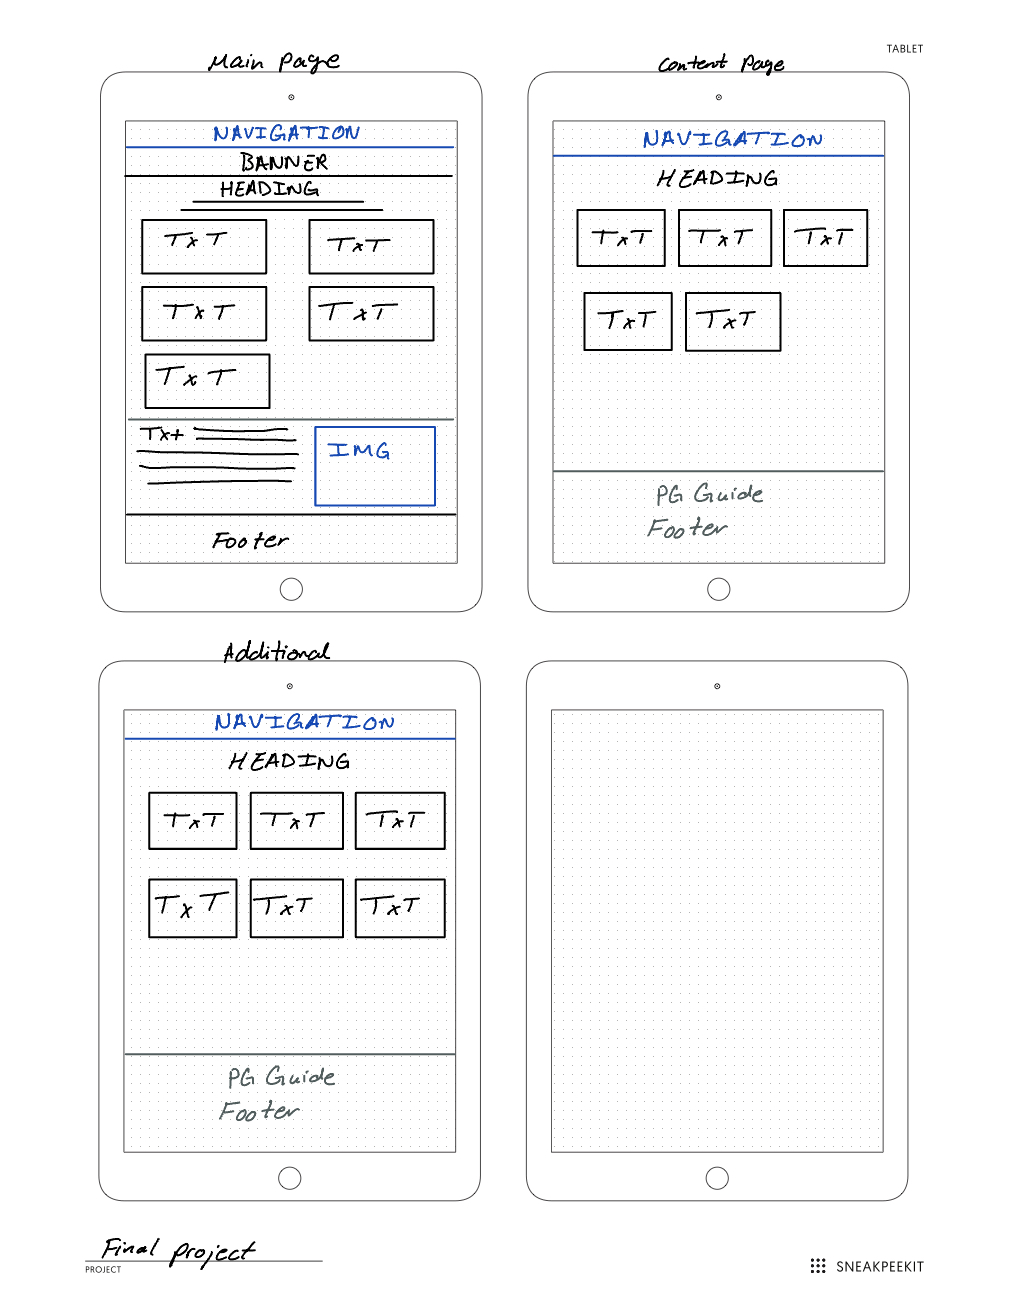 TABLET
Main Page
NAVIGATION
BANNER
HEADING
TxT TxT
TxT TxT
TxT
Txt
IMG
Footer
Content Page
NAVIGATION
HEADING
TxT TxT TxT
TxT TxT
PG Guide
Footer
Additional
NAVIGATION
HEADING
TxT TxT TxT
TxT TxT TxT
PG Guide
Footer
Final project
PROJECT
SNEAKPEEKIT